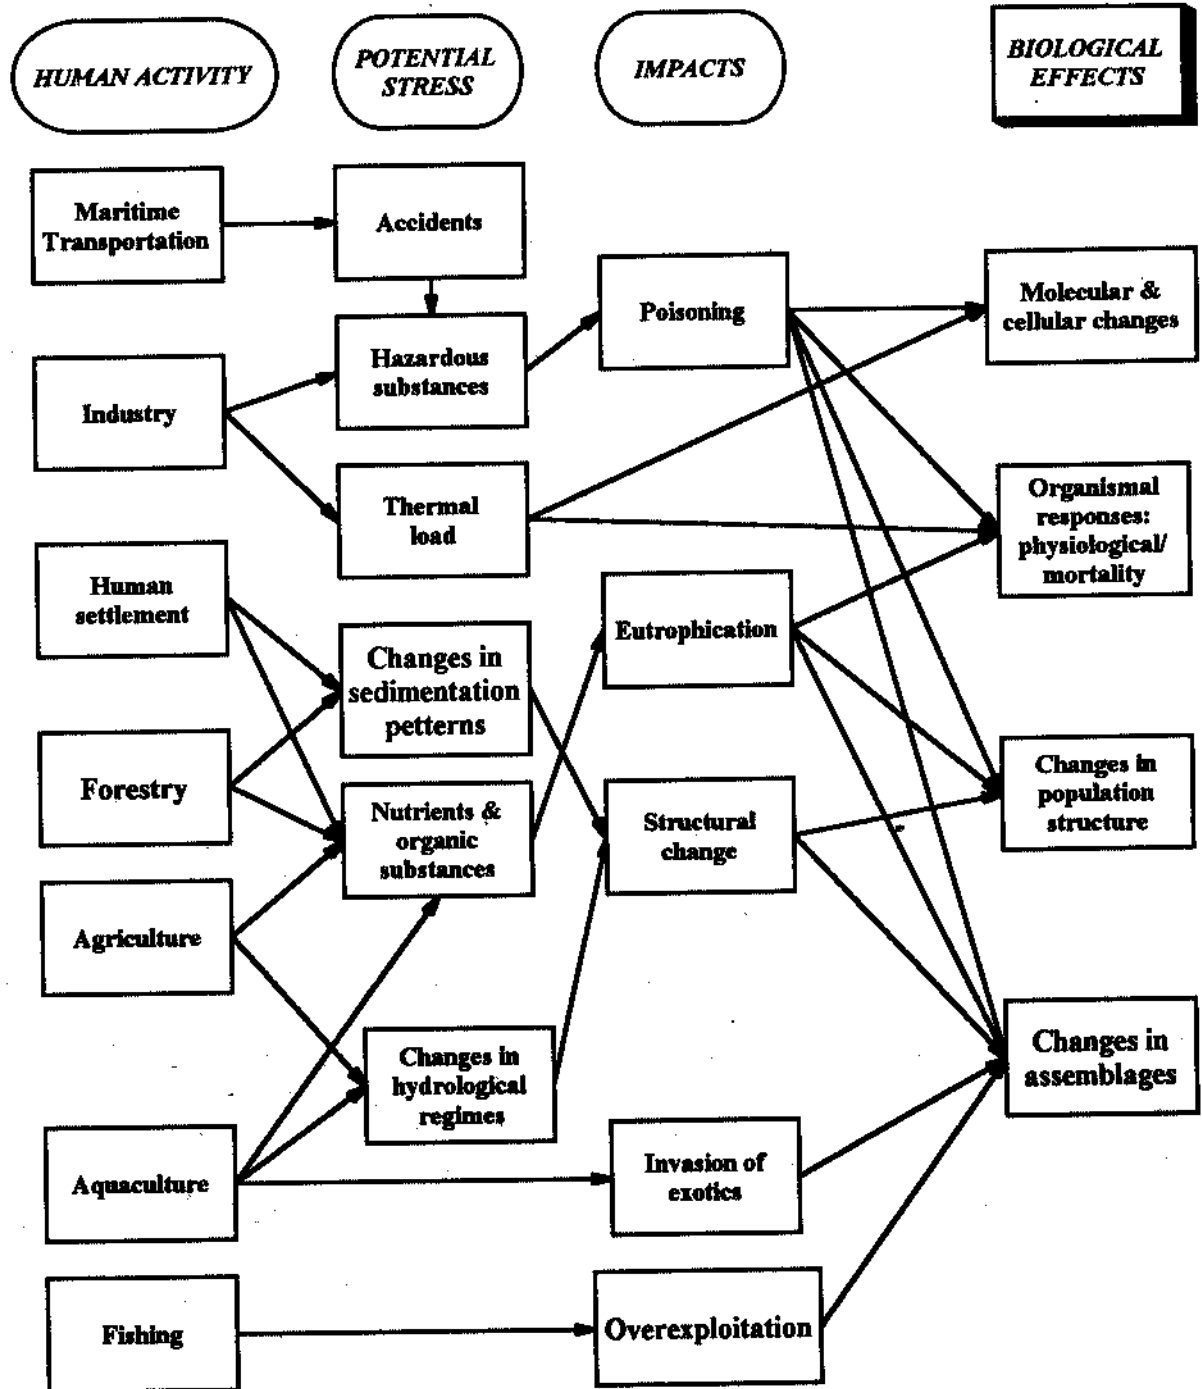 HUMAN ACTIVITY
POTENTIAL
STRESS
IMPACTS
BIOLOGICAL
EFFECTS
Maritime
Transportation
Accidents
Poisoning
Molecular &
cellular changes
Industry
Hazardous
substances
Thermal
load
Organismal
responses:
physiological/
mortality
Human
settlement
Changes in
sedimentation
petterns
Eutrophication
Forestry
Nutrients &
organic
substances
Structural
change
Changes in
population
structure
Agriculture
Changes in
hydrological
regimes
Changes in
assemblages
Aquaculture
Invasion of
exotics
Fishing
Overexploitation